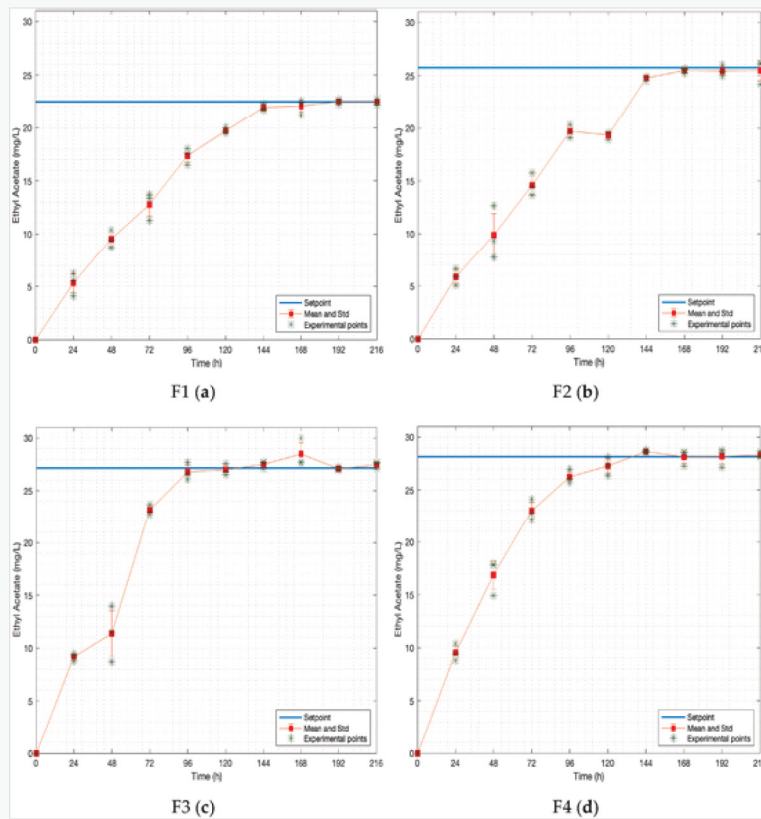 30
25
20
15
10
5
0
Ethyl Acetate (mg/L)
Setpoint
Mean and Std
Experimental points
0 24 48 72 96 120 144 168 192 216
Time (h)
F1 (a)
30
25
20
15
10
5
0
Ethyl Acetate (mg/L)
Setpoint
Mean and Std
Experimental points
0 24 48 72 96 120 144 168 192 21
Time (h)
F2 (b)
30
25
20
15
10
5
0
Ethyl Acetate (mg/L)
Setpoint
Mean and Std
Experimental points
0 24 48 72 96 120 144 168 192 216
Time (h)
F3 (c)
30
25
20
15
10
5
0
Ethyl Acetate (mg/L)
Setpoint
Mean and Std
Experimental points
0 24 48 72 96 120 144 168 192 216
Time (h)
F4 (d)